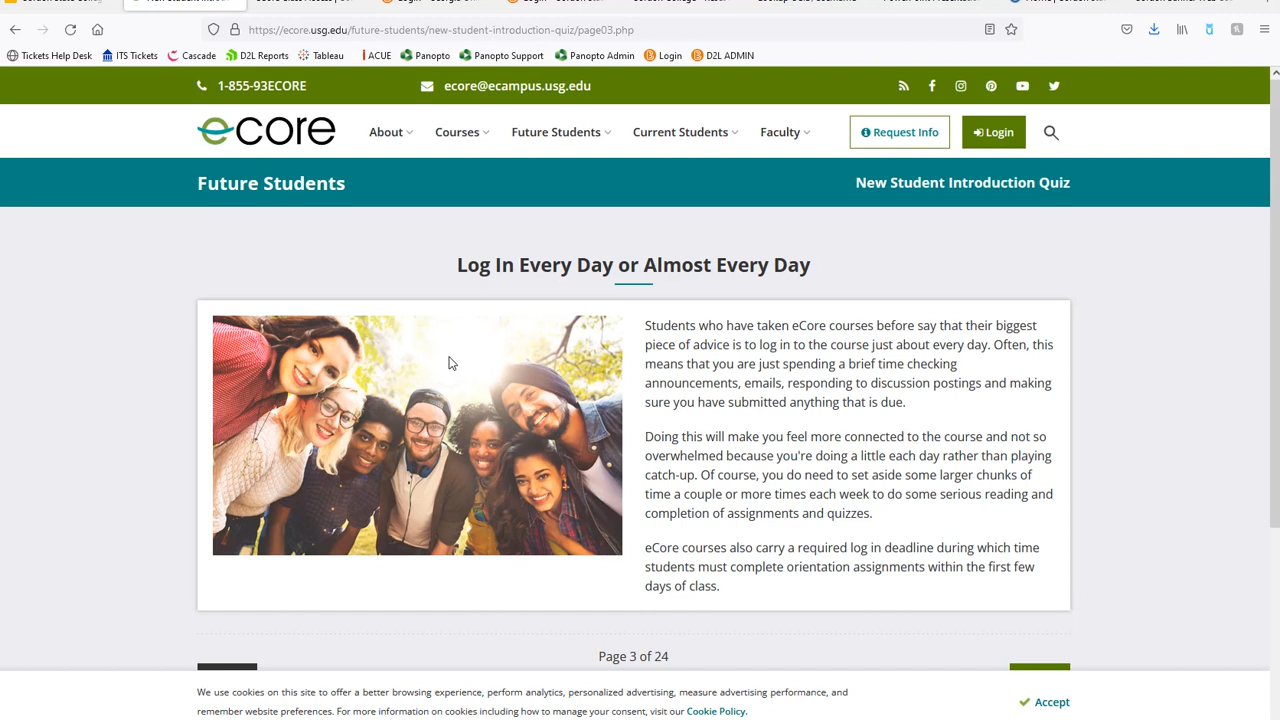 https://ecore.usg.edu/future-students/new-student-introduction-quiz/page03.php
Tickets Help Desk ITS Tickets Cascade D2L Reports Tableau ACUE Panopto Panopto Support Panopto Admin Login D2L ADMIN
1-855-93ECORE ecore@ecampus.usg.edu
ecore About Courses Future Students Current Students Faculty Request Info Login
Future Students New Student Introduction Quiz
Log In Every Day or Almost Every Day
Students who have taken eCore courses before say that their biggest
piece of advice is to log in to the course just about every day. Often, this
means that you are just spending a brief time checking
announcements, emails, responding to discussion postings and making
sure you have submitted anything that is due.
Doing this will make you feel more connected to the course and not so
overwhelmed because you're doing a little each day rather than playing
catch-up. Of course, you do need to set aside some larger chunks of
time a couple or more times each week to do some serious reading and
completion of assignments and quizzes.
eCore courses also carry a required log in deadline during which time
students must complete orientation assignments within the first few
days of class.
Page 3 of 24
We use cookies on this site to offer a better browsing experience, perform analytics, personalized advertising, measure advertising performance, and
remember website preferences. For more information on cookies including how to manage your consent, visit our Cookie Policy.
Accept